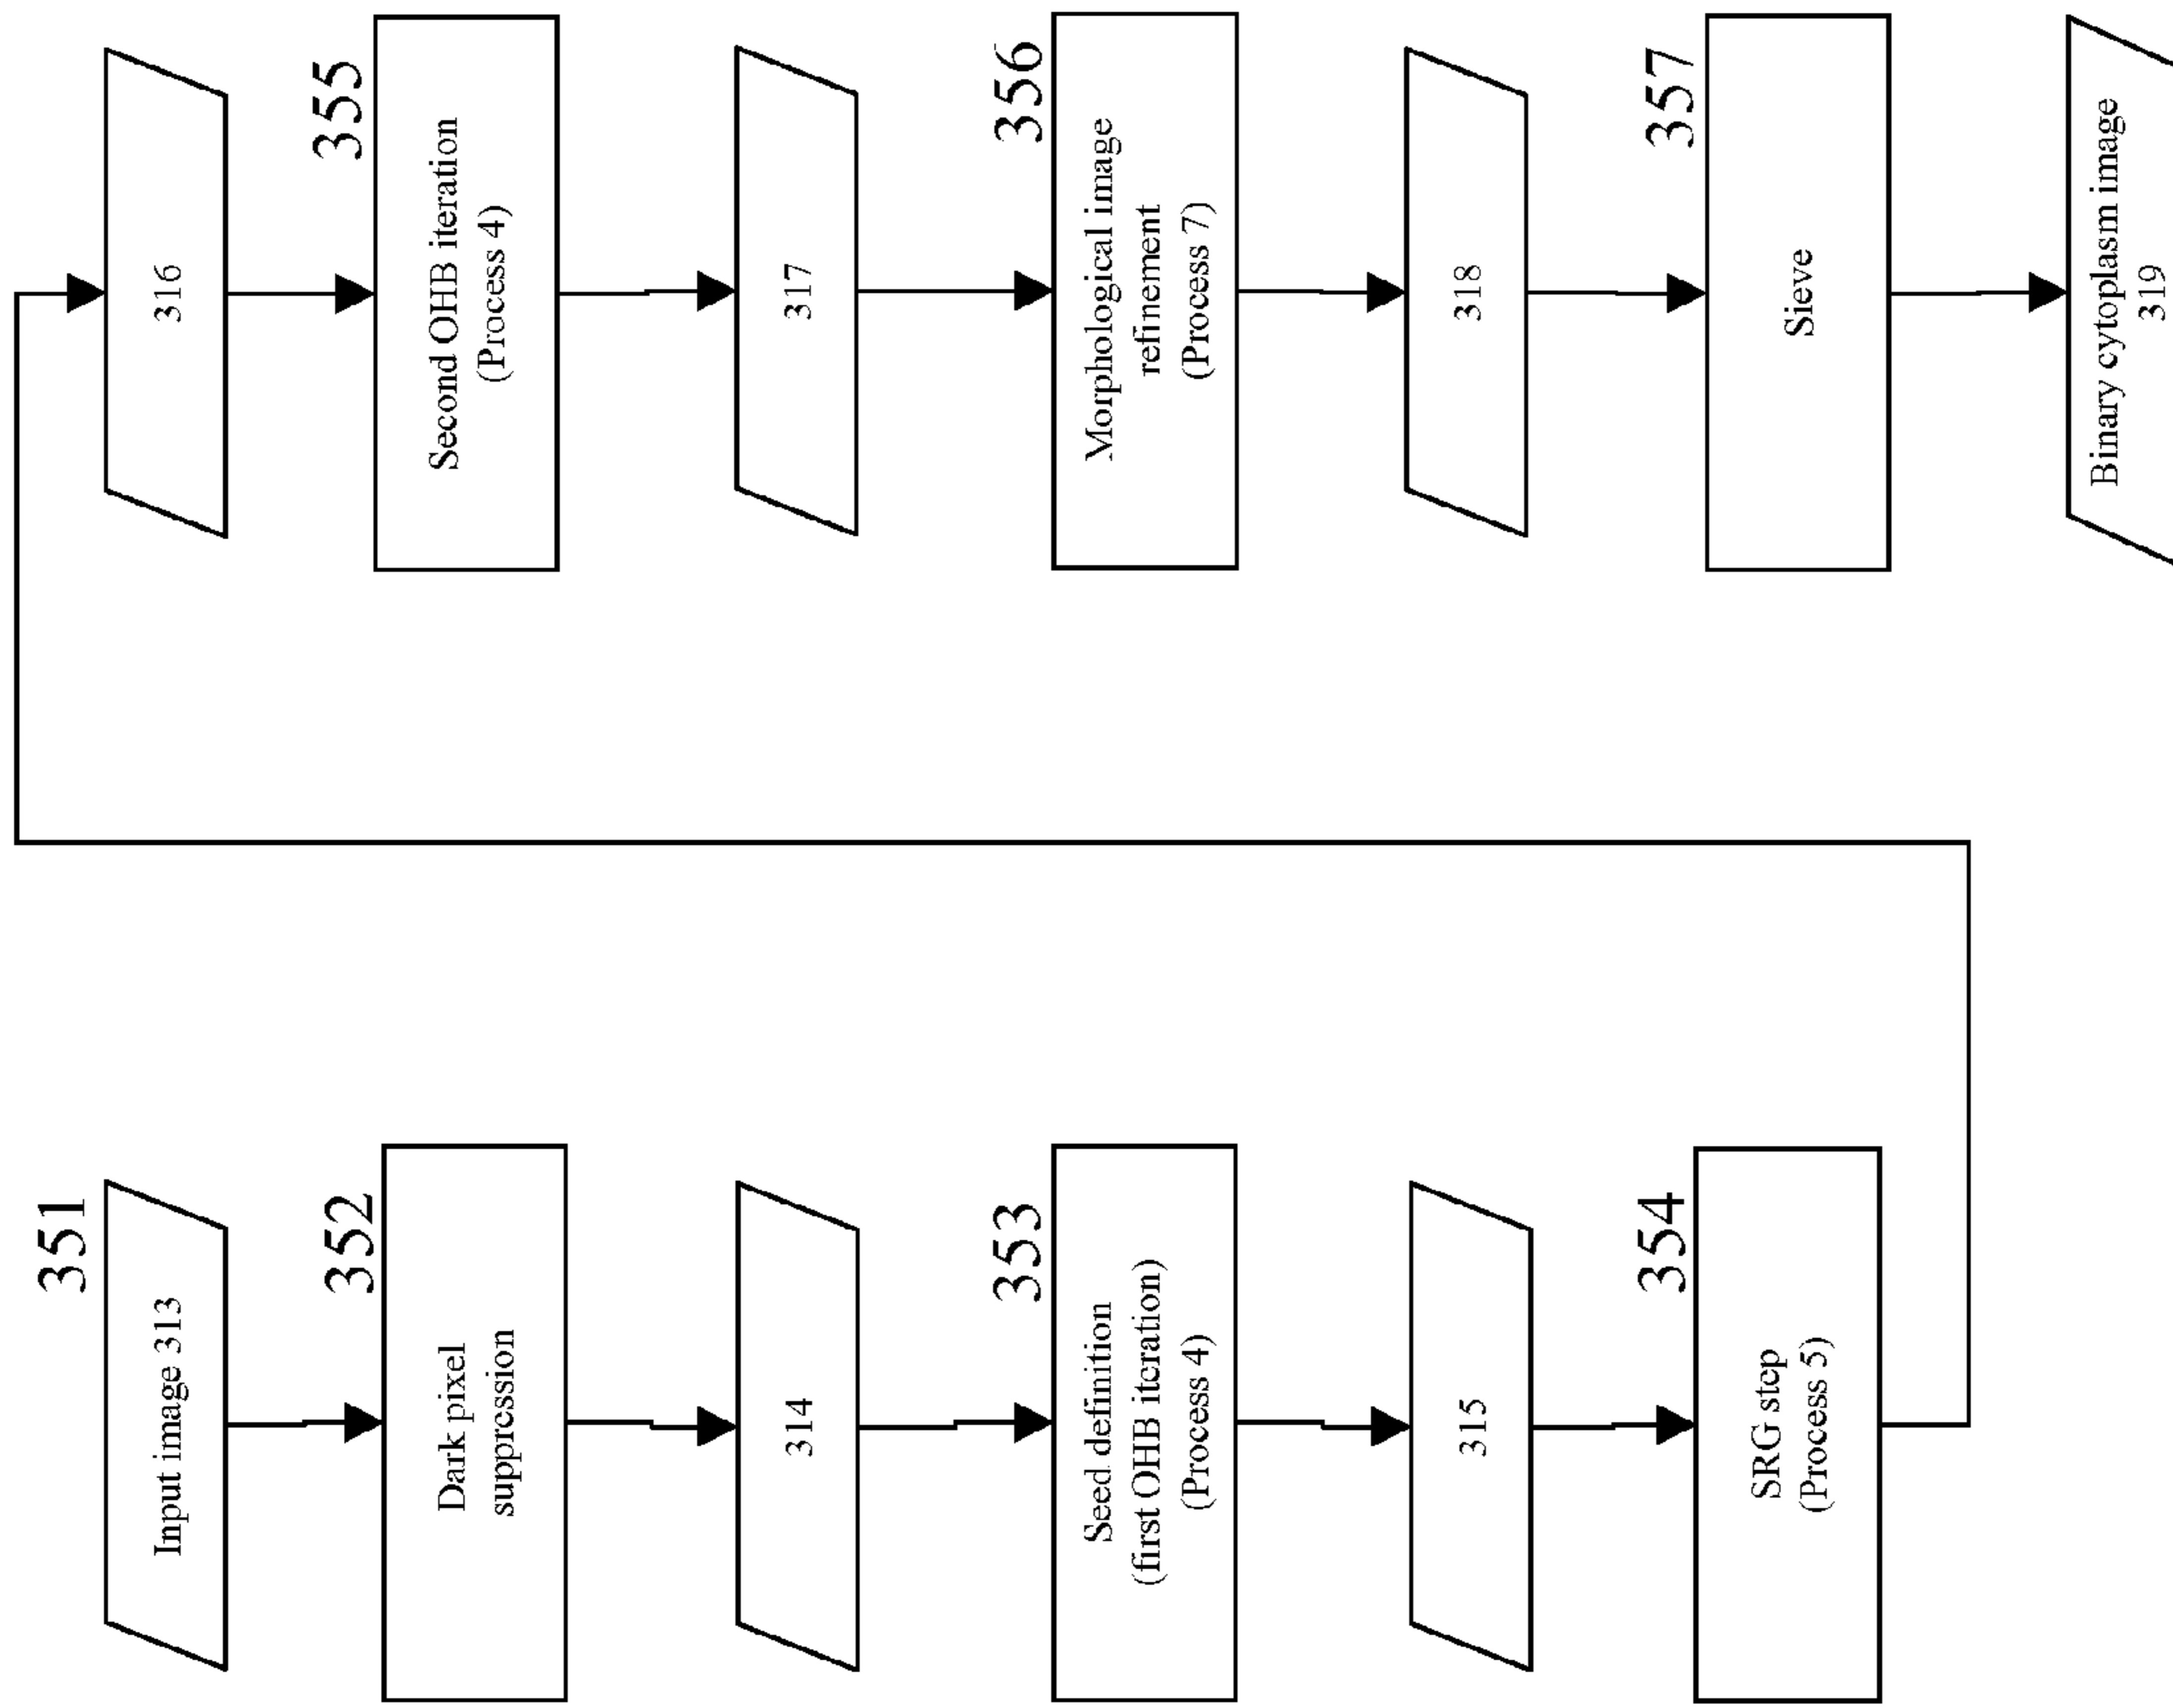 351
Input image 313
352
Dark pixel
suppression
314
353
Seed definition
(first OHB iteration)
(Process 4)
315
354
SRG step
(Process 5)
316
355
Second OHB iteration
(Process 4)
317
356
Morphological image
refinement
(Process 7)
318
357
Sieve
Binary cytoplasm image
319